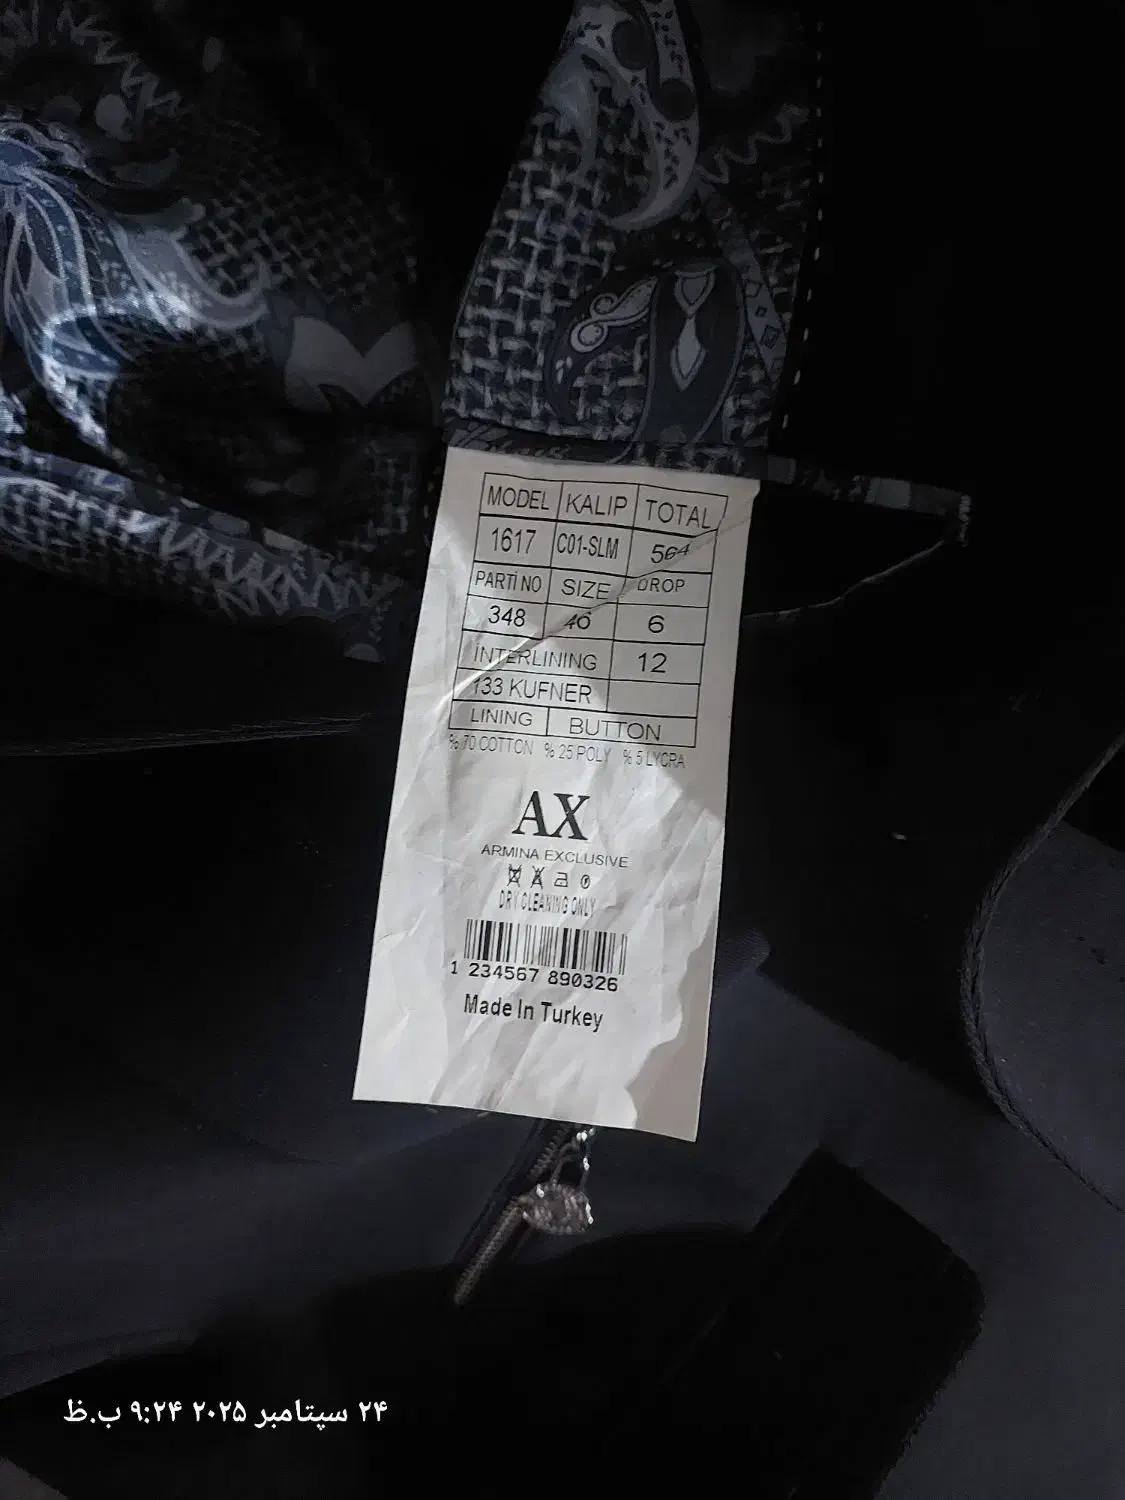 MODEL KALIP TOTAL
1617 C01-SLM 564
PARTİ NO SIZE DROP
348 46 6
İNTERLINING 12
133 KUFNER
LINING BUTTON
% 70 COTTON % 25 POLY % 5 LYCRA
AX
ARMINA EXCLUSIVE
DRY CLEANING ONLY
1 234567 890326
Made In Turkey
۲۴ سپتامبر ۲۰۲۵ ۹:۲۴ ب.ظ